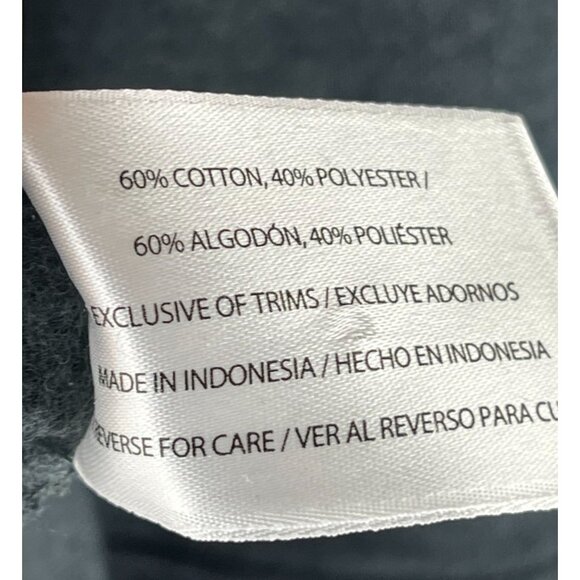 60% COTTON, 40% POLYESTER /
60% ALGODÓN, 40% POLIÉSTER
EXCLUSIVE OF TRIMS / EXCLUYE ADORNOS
MADE IN INDONESIA / HECHO EN INDONESIA
REVERSE FOR CARE / VER AL REVERSO PARA